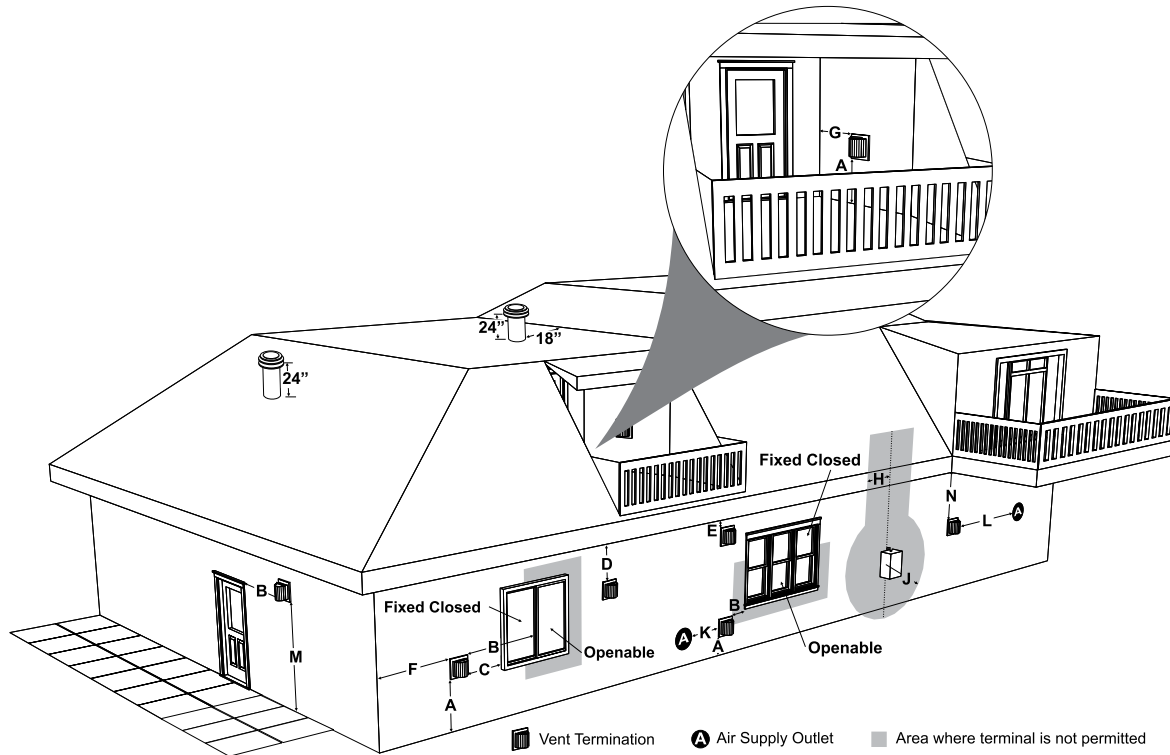 G
A
24”
18”
24”
Fixed Closed
H
N
L
A
E
D
B
J
Fixed Closed
B
B
K
A
A
Openable
Openable
F
C
M
A
Vent Termination
A Air Supply Outlet
Area where terminal is not permitted